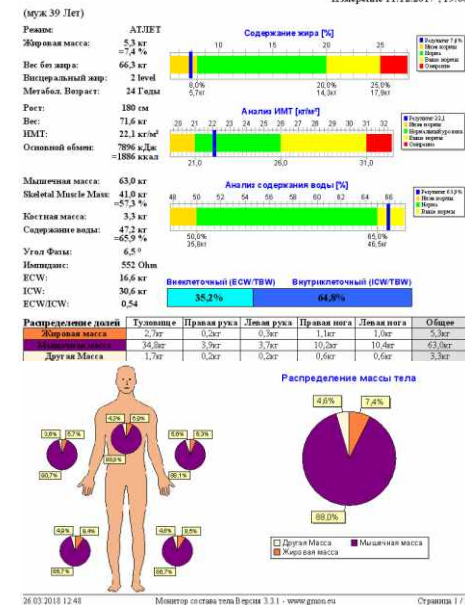 (муж 39 Лет)
Режим: АТЛЕТ
Жировая масса: 5,3 кг
=7,4 %
Вес без жира: 66,3 кг
Висцеральный жир: 2 level
Метабол. Возраст: 24 Годы
Содержание жира [%]
10 15 20 25
8,0% 20,0% 25,0%
5,7кг 14,3кг 17,9кг
Рост: 180 см
Вес: 71,6 кг
ИМТ: 22,1 кг/м²
Основной обмен: 7896 кДж
=1886 ккал
Анализ ИМТ [кг/м²]
20 21 22 23 24 25 26 27 28 29 30 31 32
21,0 26,0 31,0
Мышечная масса: 63,0 кг
Skeletal Muscle Mass: 41,0 кг
=57,3 %
Костная масса: 3,3 кг
Содержание воды: 47,2 кг
=65,9 %
Анализ содержания воды [%]
48 50 52 54 56 58 60 62 64 66
50,0% 65,0%
35,8кг 46,5кг
Угол Фазы: 6,5 °
Импиданс: 552 Ohm
ECW: 16,6 кг
ICW: 30,6 кг
ECW/ICW: 0,54
Внеклеточный (ECW/TBW) Внутриклеточный (ICW/TBW)
35,2% 64,8%
Распределение долей Туловище Правая рука Левая рука Правая нога Левая нога Общее
Жировая масса 2,7кг 0,2кг 0,3кг 1,1кг 1,0кг 5,3кг
Мышечная масса 34,8кг 3,9кг 3,7кг 10,2кг 10,4кг 63,0кг
Другая Масса 1,7кг 0,2кг 0,2кг 0,6кг 0,6кг 3,3кг
Распределение массы тела
4,6% 7,4%
88,0%
Другая Масса Мышечная масса
Жировая масса
26.03.2018 12:48 Монитор состава тела Версия 3.3.1 - www.gmon.eu Страница 1 /